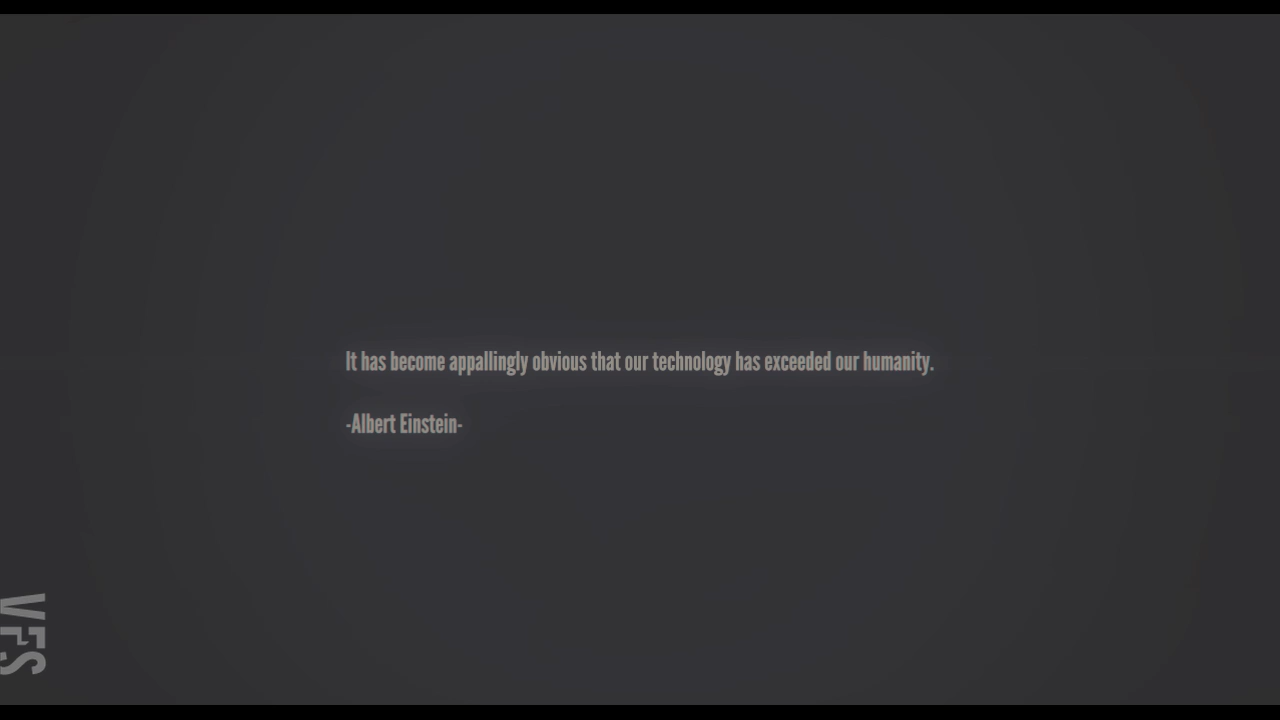 It has become appallingly obvious that our technology has exceeded our humanity.
-Albert Einstein-
VFS